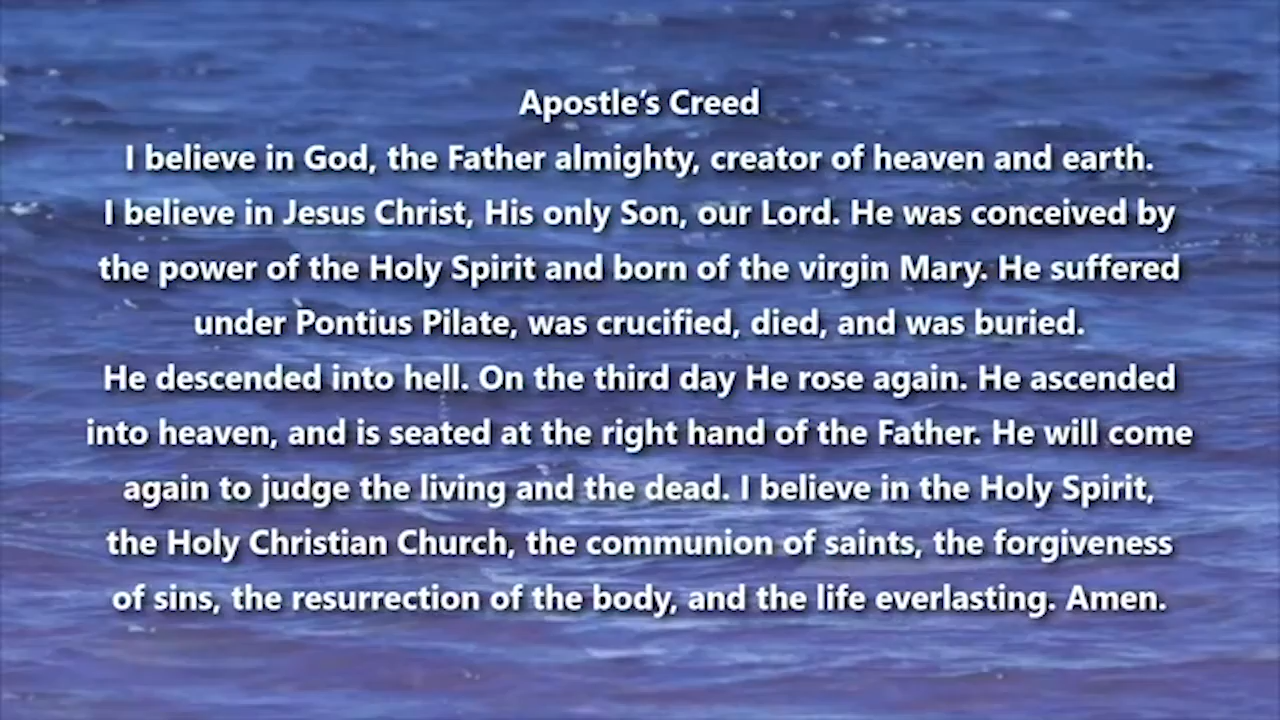 Apostle’s Creed
I believe in God, the Father almighty, creator of heaven and earth.
I believe in Jesus Christ, His only Son, our Lord. He was conceived by
the power of the Holy Spirit and born of the virgin Mary. He suffered
under Pontius Pilate, was crucified, died, and was buried.
He descended into hell. On the third day He rose again. He ascended
into heaven, and is seated at the right hand of the Father. He will come
again to judge the living and the dead. I believe in the Holy Spirit,
the Holy Christian Church, the communion of saints, the forgiveness
of sins, the resurrection of the body, and the life everlasting. Amen.